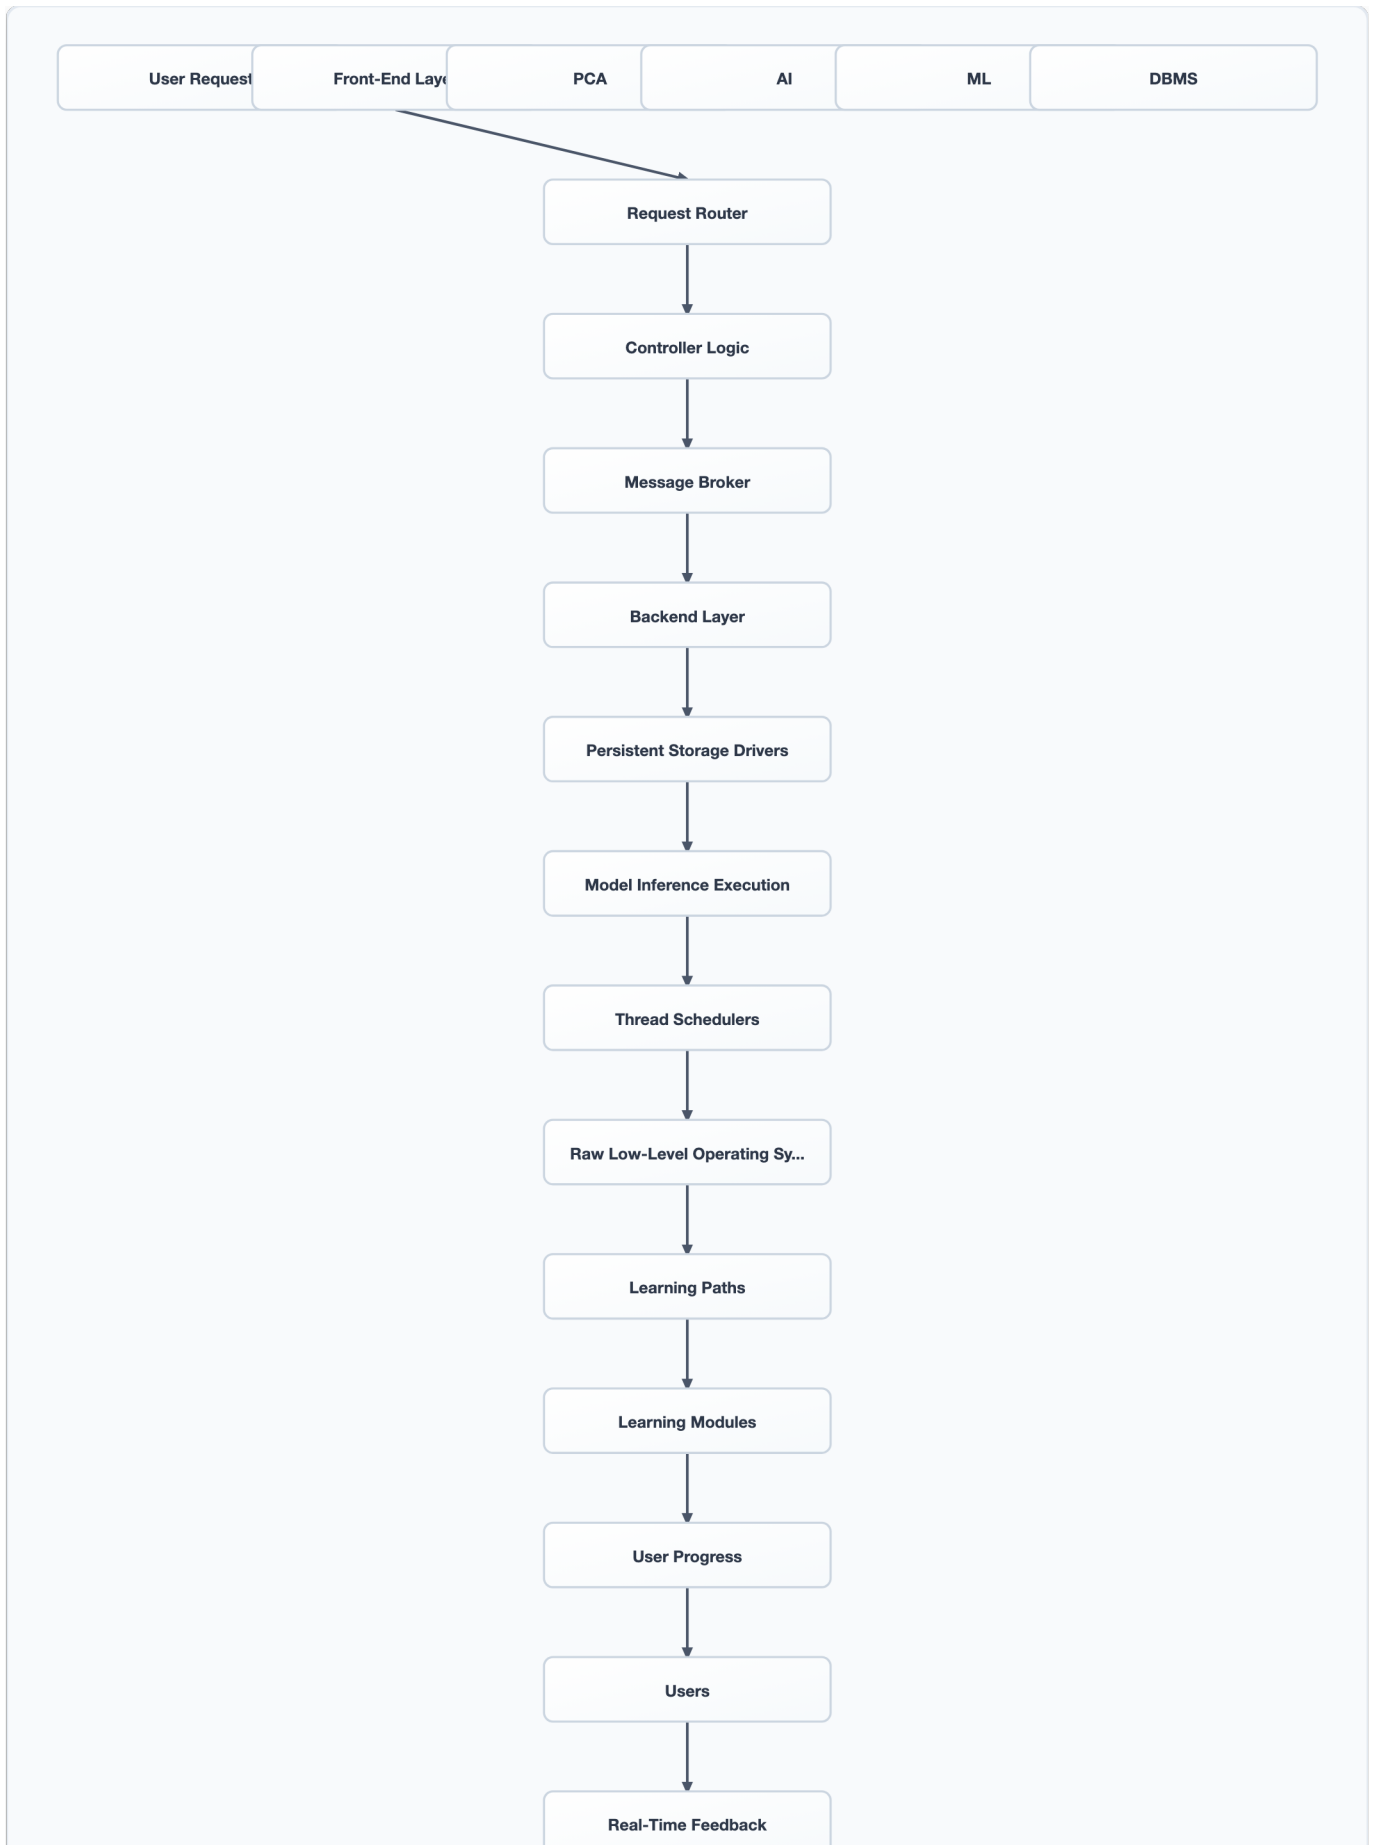 User Request Front-End Laye PCA AI ML DBMS
Request Router
Controller Logic
Message Broker
Backend Layer
Persistent Storage Drivers
Model Inference Execution
Thread Schedulers
Raw Low-Level Operating Sy...
Learning Paths
Learning Modules
User Progress
Users
Real-Time Feedback